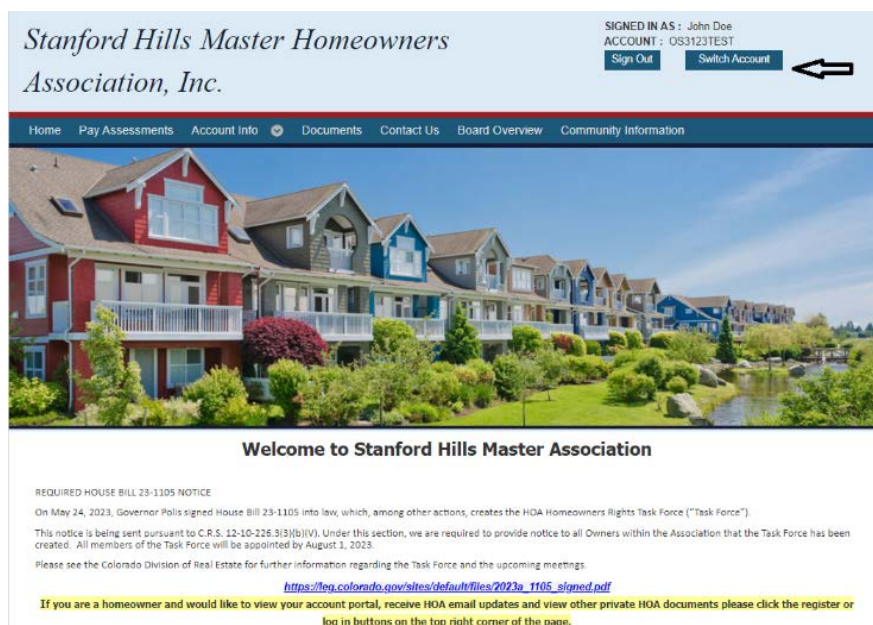 Stanford Hills Master Homeowners
Association, Inc.
SIGNED IN AS : John Doe
ACCOUNT : OS3123TEST
Sign Out Switch Account
Home Pay Assessments Account Info Documents Contact Us Board Overview Community Information
Welcome to Stanford Hills Master Association
REQUIRED HOUSE BILL 23-1105 NOTICE
On May 24, 2023, Governor Polis signed House Bill 23-1105 into law, which, among other actions, creates the HOA Homeowners Rights Task Force (“Task Force”).
This notice is being sent pursuant to C.R.S. 12-10-226.3(3)(b)(V). Under this section, we are required to provide notice to all Owners within the Association that the Task Force has been
created. All members of the Task Force will be appointed by August 1, 2023.
Please see the Colorado Division of Real Estate for further information regarding the Task Force and the upcoming meetings.
https://leg.colorado.gov/sites/default/files/2023a_1105_signed.pdf
If you are a homeowner and would like to view your account portal, receive HOA email updates and view other private HOA documents please click the register or
log in buttons on the top right corner of the page.